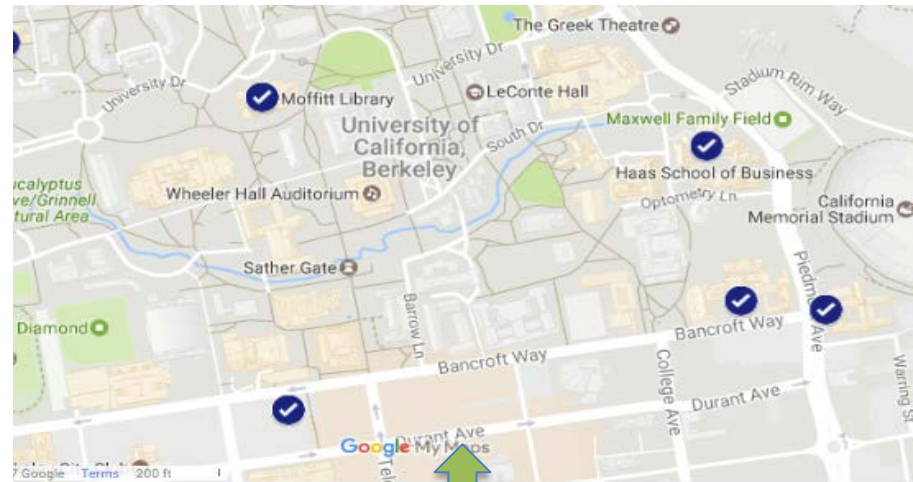 The Greek Theatre
University Dr
Stadium Rim Way
University Dr
Moffitt Library
LeConte Hall
University of
California,
Berkeley
South Dr
Maxwell Family Field
Haas School of Business
Wheeler Hall Auditorium
ucalyptus
ve/Grinnell
tural Area
Optometry Ln
California
Memorial Stadium
Sather Gate
Piedmont Ave
Barrow Ln
Diamond
Bancroft Way
Bancroft Way
College Ave
Warring St
Durant Ave
Durant Ave
Google My Maps
Tele
7 Google Terms 200 ft